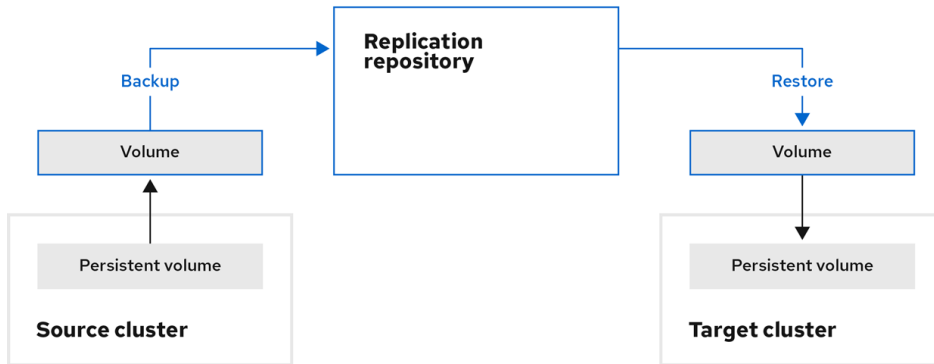 Replication
repository
Backup
Restore
Volume
Volume
Persistent volume
Persistent volume
Source cluster
Target cluster